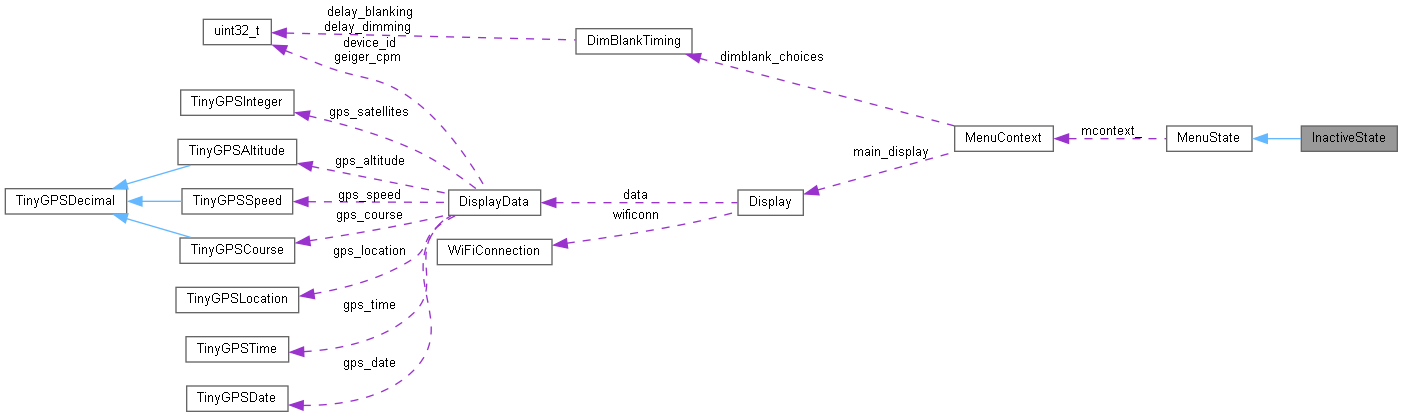 delay_blanking
delay_dimming
uint32_t
DimBlankTiming
device_id
geiger_cpm
dimblank_choices
TinyGPSInteger
gps_satellites
MenuContext
mcontext_
MenuState
InactiveState
TinyGPSAltitude
gps_altitude
main_display
TinyGPSDecimal
TinyGPSSpeed
gps_speed
DisplayData
data
Display
gps_course
wificonn
TinyGPSCourse
gps_location
WiFiConnection
TinyGPSLocation
gps_time
TinyGPSTime
gps_date
TinyGPSDate